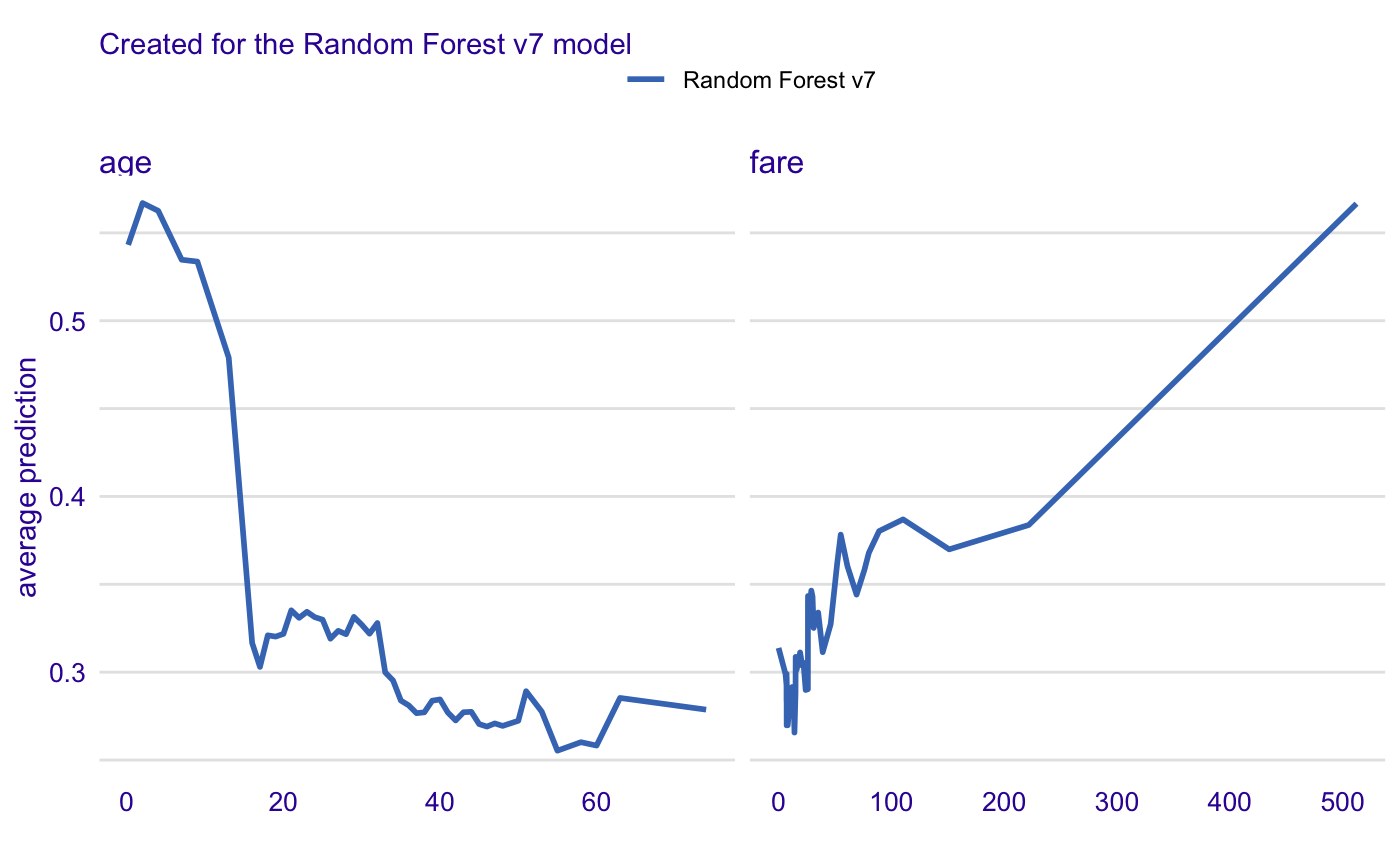 Created for the Random Forest v7 model
Random Forest v7
age
fare
average prediction
0.5
0.4
0.3
0 20 40 60
0 100 200 300 400 500